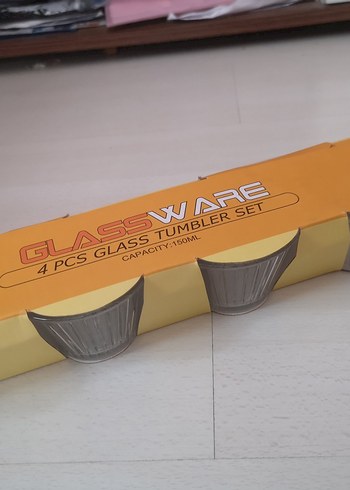 GLASSWARE
4 PCS GLASS TUMBLER SET
CAPACITY:150ML